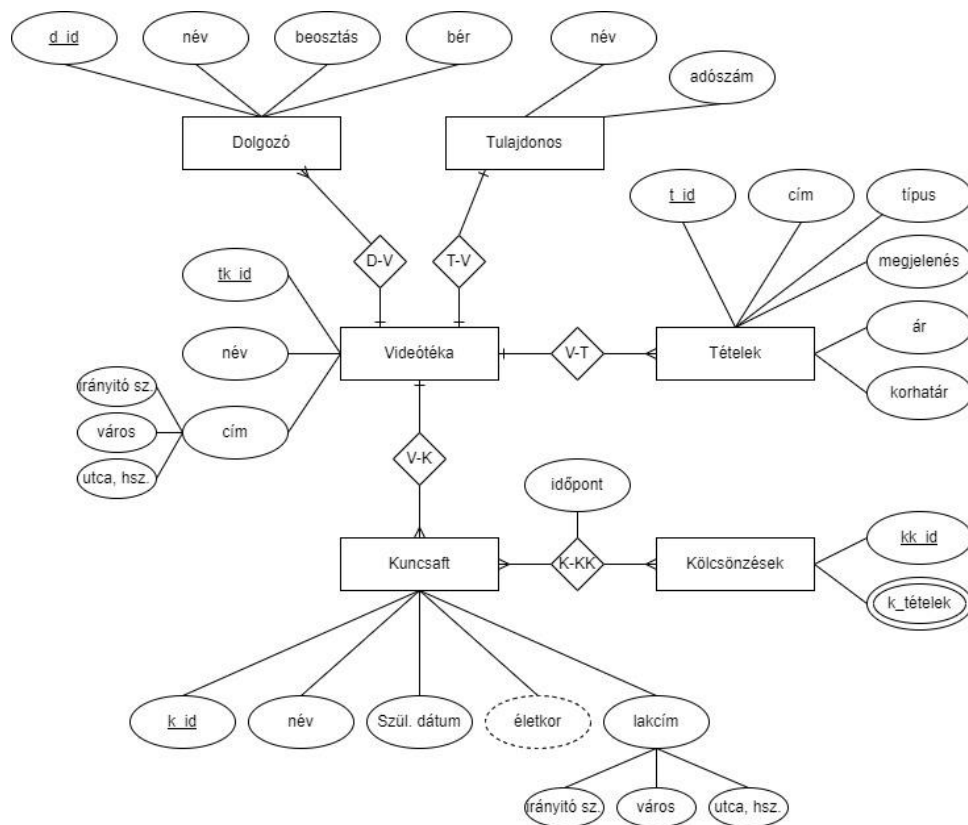 d_id
név
beosztás
bér
név
adószám
Dolgozó
Tulajdonos
t_id
cím
típus
megjelenés
ár
korhatár
D-V
T-V
tk_id
név
cím
irányító sz.
város
utca, hsz.
Videótéka
V-T
Tételek
V-K
időpont
Kuncsaft
K-KK
Kölcsönzések
kk_id
k_tételek
k_id
név
Szül. dátum
életkor
lakcím
irányító sz.
város
utca, hsz.